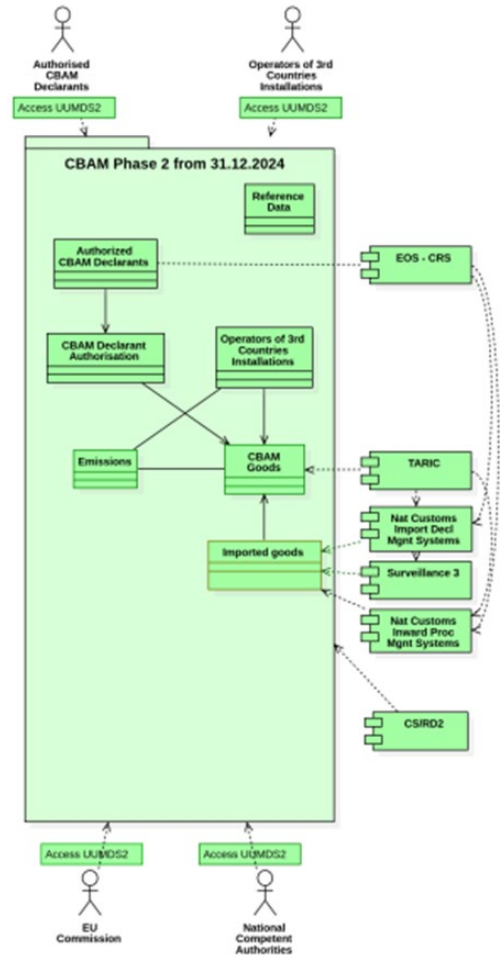 Authorised
CBAM
Declarants
Operators of 3rd
Countries
Installations
Access UUMDS2
Access UUMDS2
CBAM Phase 2 from 31.12.2024
Reference
Data
Authorized
CBAM Declarants
EOS - CRS
CBAM Declarant
Authorisation
Operators of 3rd
Countries
Installations
Emissions
CBAM
Goods
TARIC
Nat Customs
Import Decl
Mgnt Systems
Imported goods
Surveillance 3
Nat Customs
Inward Proc
Mgnt Systems
CS/RD2
Access UUMDS2
Access UUMDS2
EU
Commission
National
Competent
Authorities